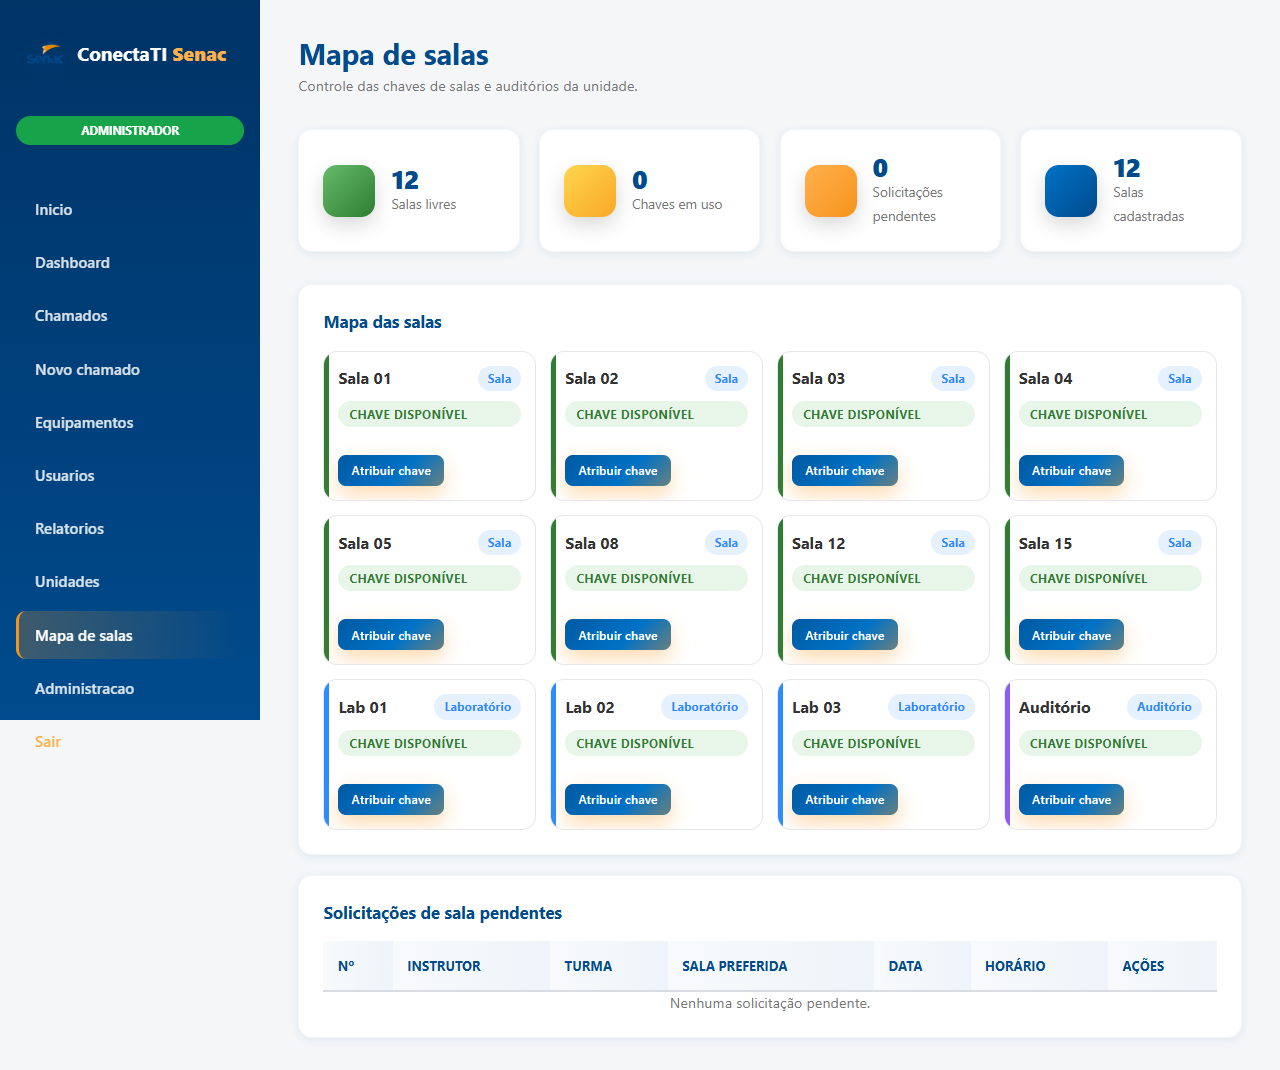 Senac
ConectaTI Senac
ADMINISTRADOR
Inicio
Dashboard
Chamados
Novo chamado
Equipamentos
Usuarios
Relatorios
Unidades
Mapa de salas
Administracao
Sair
Mapa de salas
Controle das chaves de salas e auditórios da unidade.
12
Salas livres
0
Chaves em uso
0
Solicitações
pendentes
12
Salas
cadastradas
Mapa das salas
Sala 01 Sala
CHAVE DISPONÍVEL
Atribuir chave
Sala 02 Sala
CHAVE DISPONÍVEL
Atribuir chave
Sala 03 Sala
CHAVE DISPONÍVEL
Atribuir chave
Sala 04 Sala
CHAVE DISPONÍVEL
Atribuir chave
Sala 05 Sala
CHAVE DISPONÍVEL
Atribuir chave
Sala 08 Sala
CHAVE DISPONÍVEL
Atribuir chave
Sala 12 Sala
CHAVE DISPONÍVEL
Atribuir chave
Sala 15 Sala
CHAVE DISPONÍVEL
Atribuir chave
Lab 01 Laboratório
CHAVE DISPONÍVEL
Atribuir chave
Lab 02 Laboratório
CHAVE DISPONÍVEL
Atribuir chave
Lab 03 Laboratório
CHAVE DISPONÍVEL
Atribuir chave
Auditório Auditório
CHAVE DISPONÍVEL
Atribuir chave
Solicitações de sala pendentes
Nº INSTRUTOR TURMA SALA PREFERIDA DATA HORÁRIO AÇÕES
Nenhuma solicitação pendente.